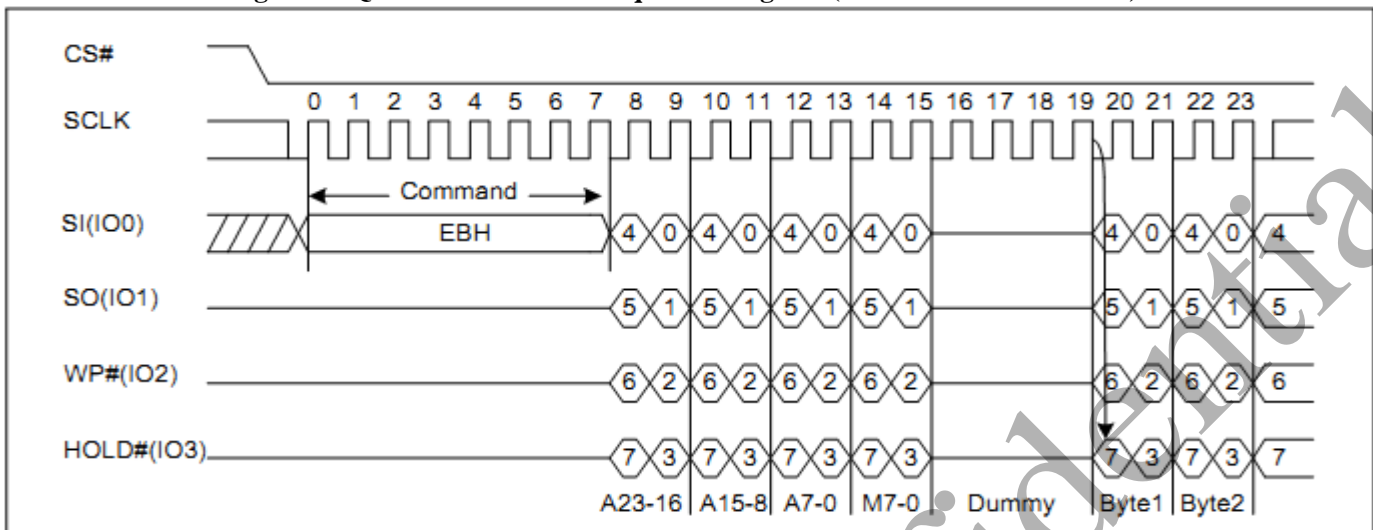 CS#
0 1 2 3 4 5 6 7 8 9 10 11 12 13 14 15 16 17 18 19 20 21 22 23
SCLK
Command
SI(IO0) EBH 4 0 4 0 4 0 4 0 4 0 4 0 4
SO(IO1) 5 1 5 1 5 1 5 1 5 1 5 1 5
WP#(IO2) 6 2 6 2 6 2 6 2 6 2 6 2 6
HOLD#(IO3) 7 3 7 3 7 3 7 3 7 3 7 3 7
A23-16 A15-8 A7-0 M7-0 Dummy Byte1 Byte2